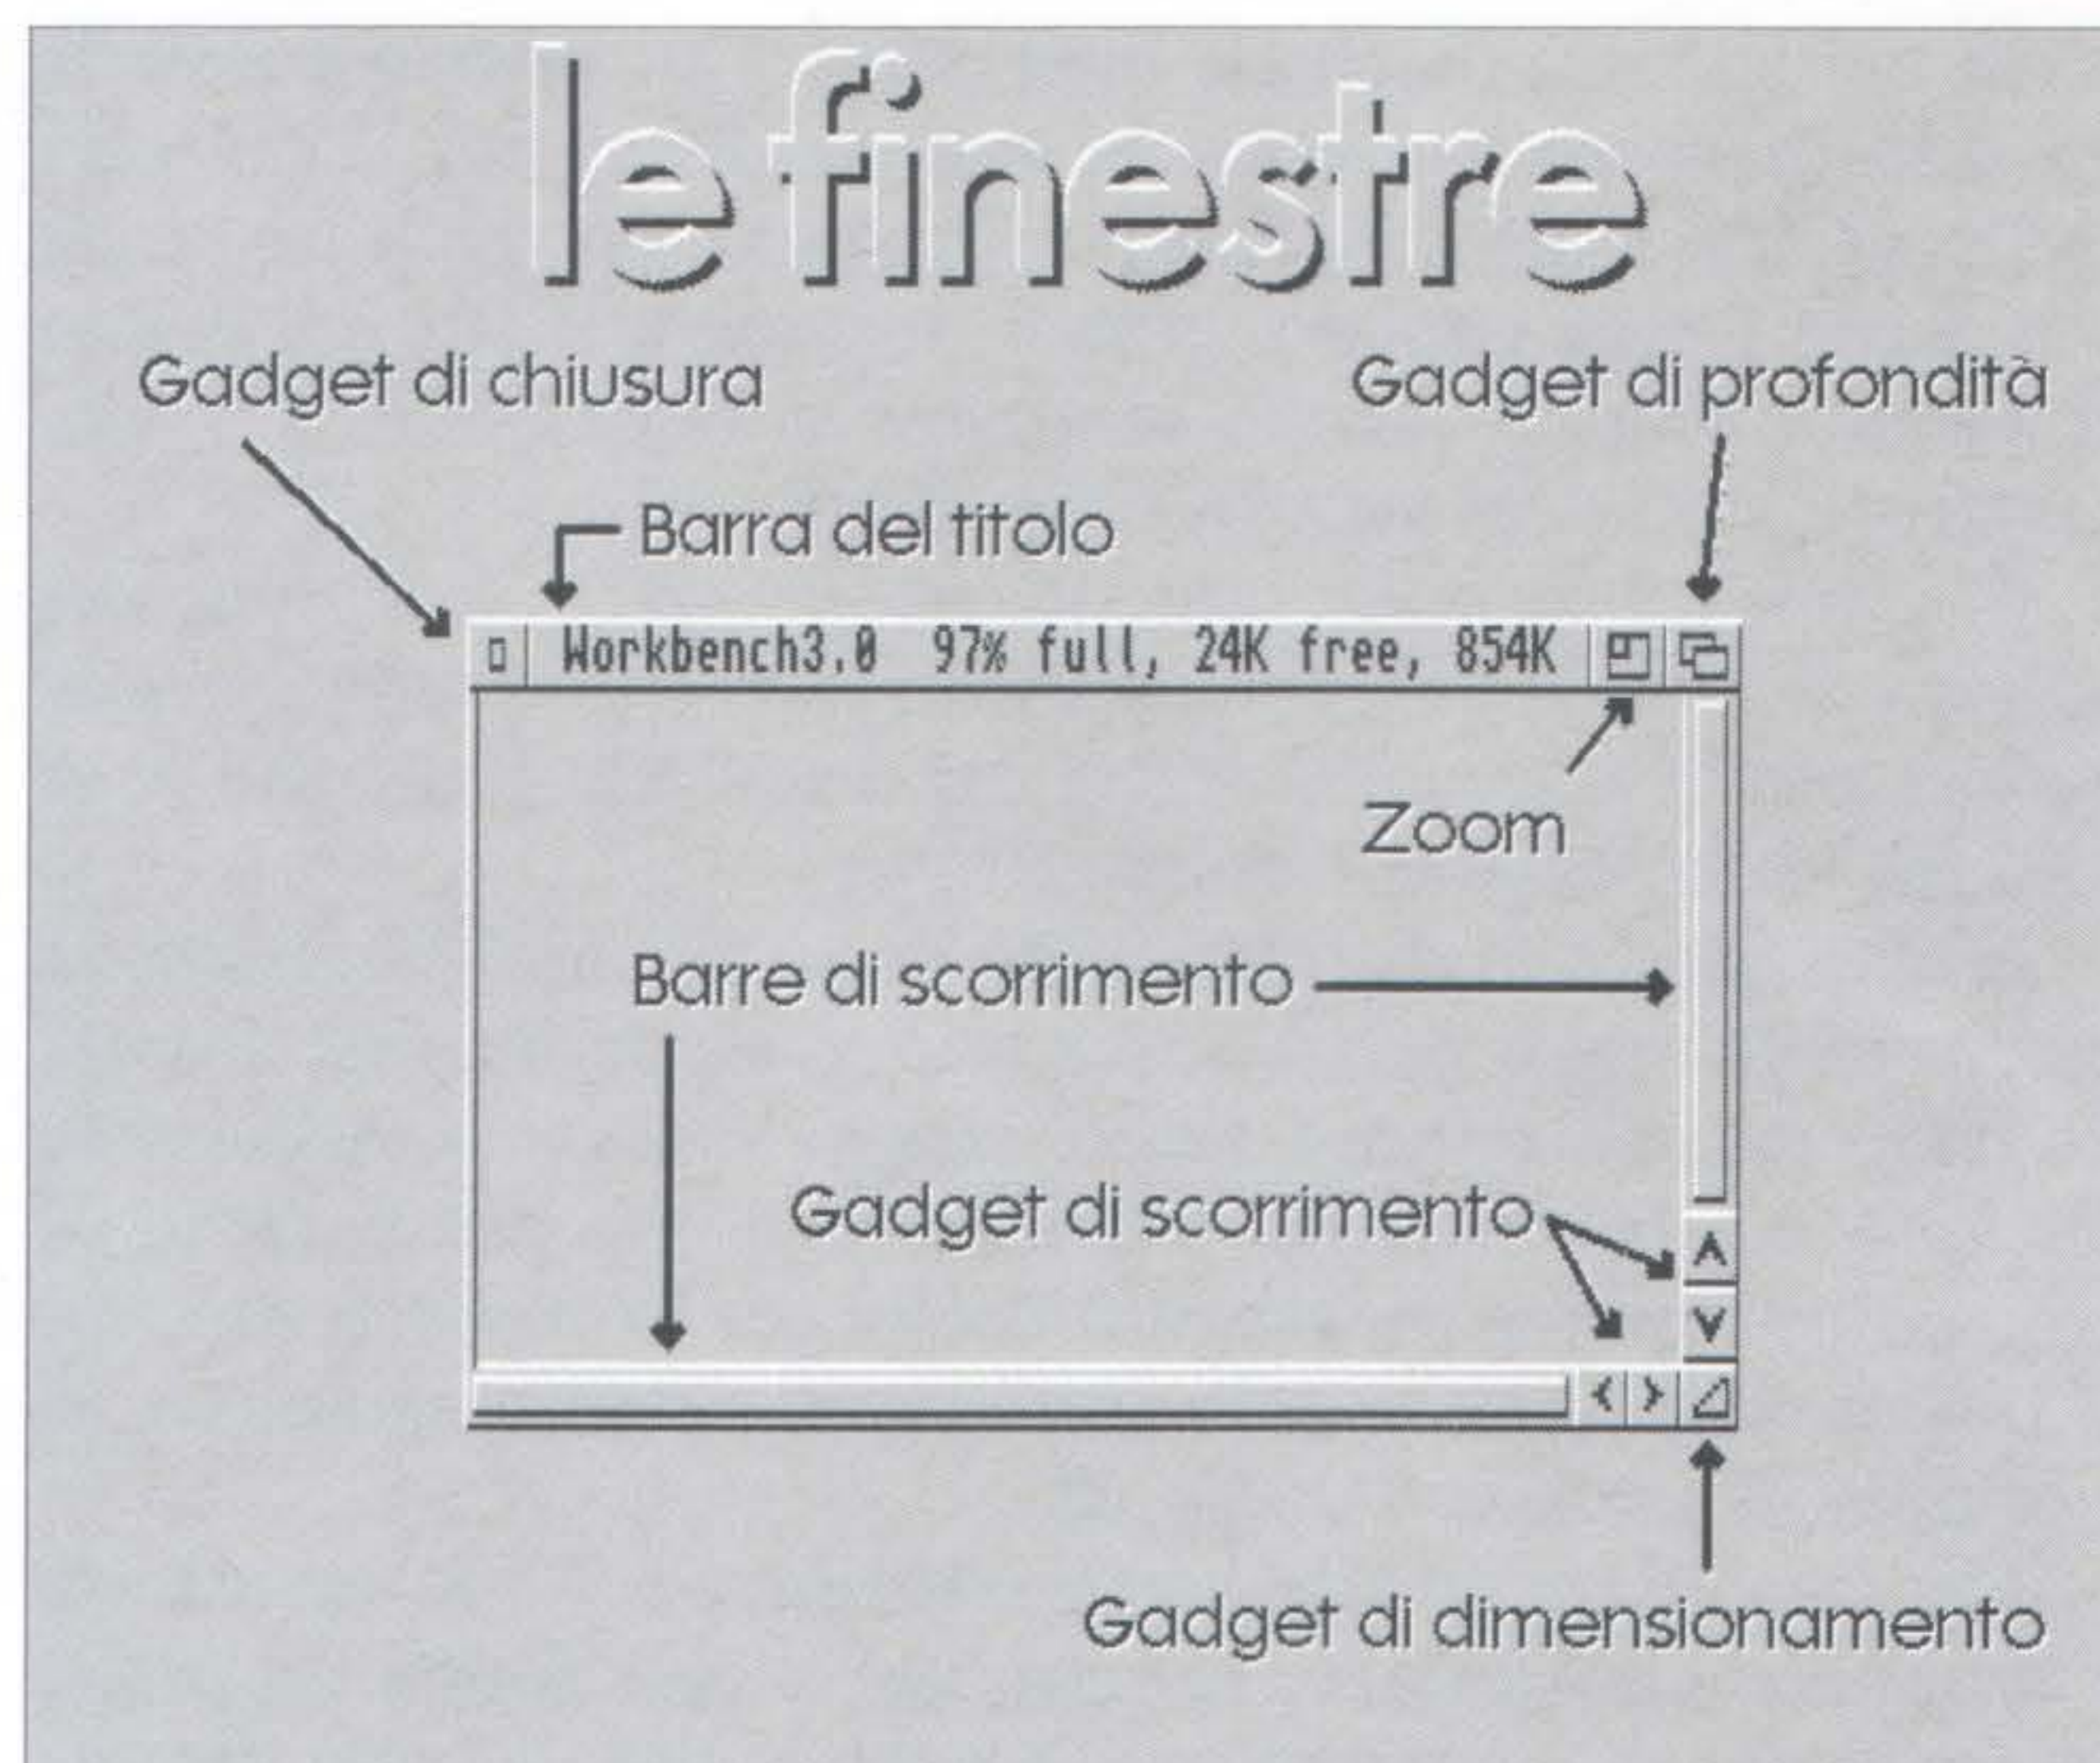 le finestre
Gadget di chiusura
Gadget di profondità
Barra del titolo
Workbench3.0 97% full, 24K free, 854K
Zoom
Barre di scorrimento
Gadget di scorrimento
Gadget di dimensionamento